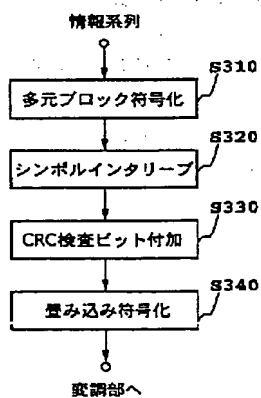 情報系列
S310
多元ブロック符号化
S320
シンボルインタリーブ
S330
CRC検査ビット付加
S340
畳み込み符号化
変調部へ